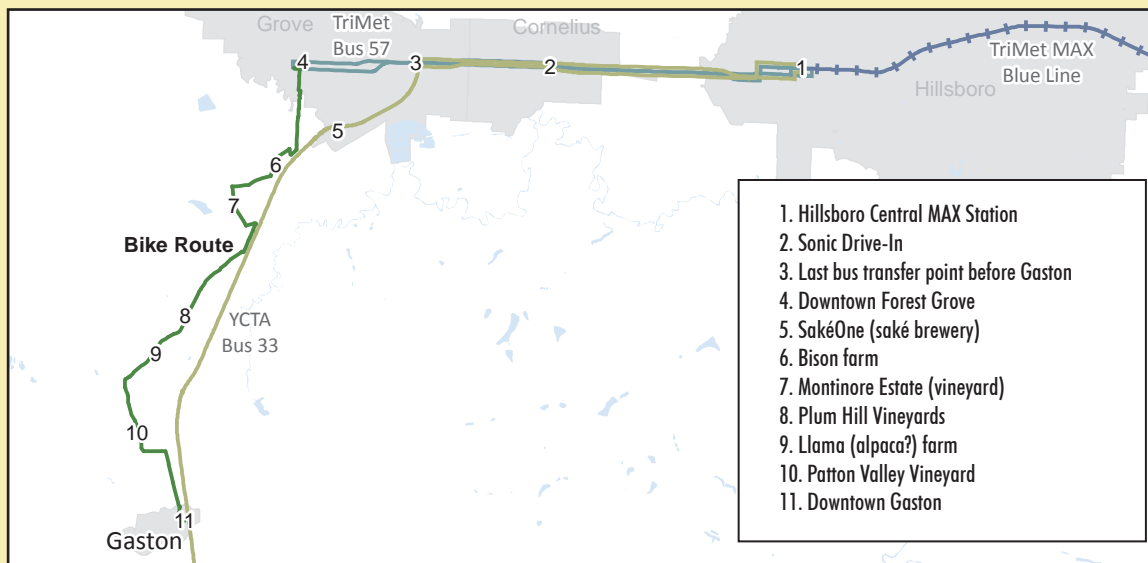 Grove
TriMet
Bus 57
Cornelius
TriMet MAX
Blue Line
Hillsboro
4
3
2
1
5
6
7
Bike Route
8
YCTA
Bus 33
9
10
11
Gaston
1. Hillsboro Central MAX Station
2. Sonic Drive-In
3. Last bus transfer point before Gaston
4. Downtown Forest Grove
5. SakéOne (saké brewery)
6. Bison farm
7. Montinore Estate (vineyard)
8. Plum Hill Vineyards
9. Llama (alpaca?) farm
10. Patton Valley Vineyard
11. Downtown Gaston